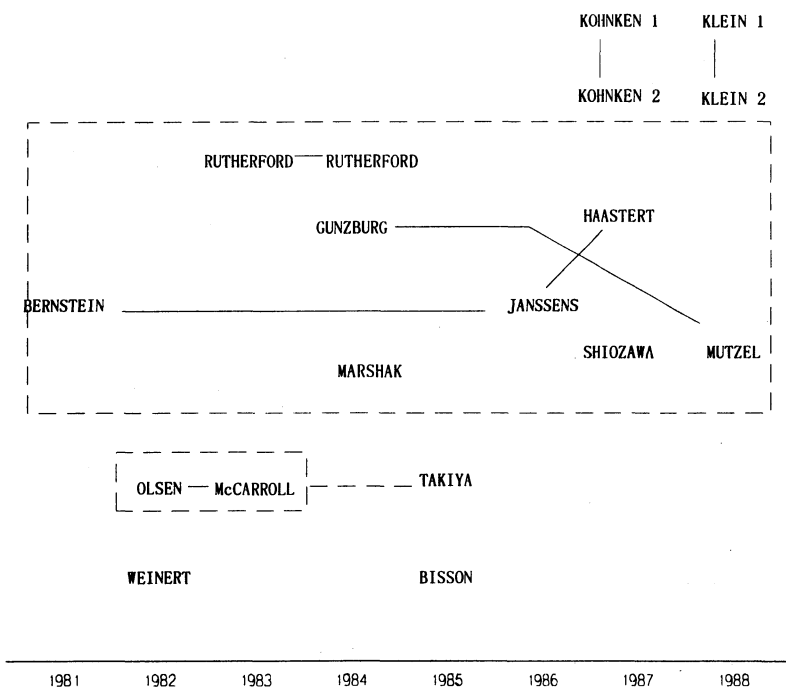 KOHNKEN 1 KLEIN 1
KOHNKEN 2 KLEIN 2
RUTHERFORD RUTHERFORD
GUNZBURG HAASTERT
BERNSTEIN JANSSENS
SHIOZAWA MUTZEL
MARSHAK
OLSEN McCARROLL TAKIYA
WEINERT BISSON
1981 1982 1983 1984 1985 1986 1987 1988